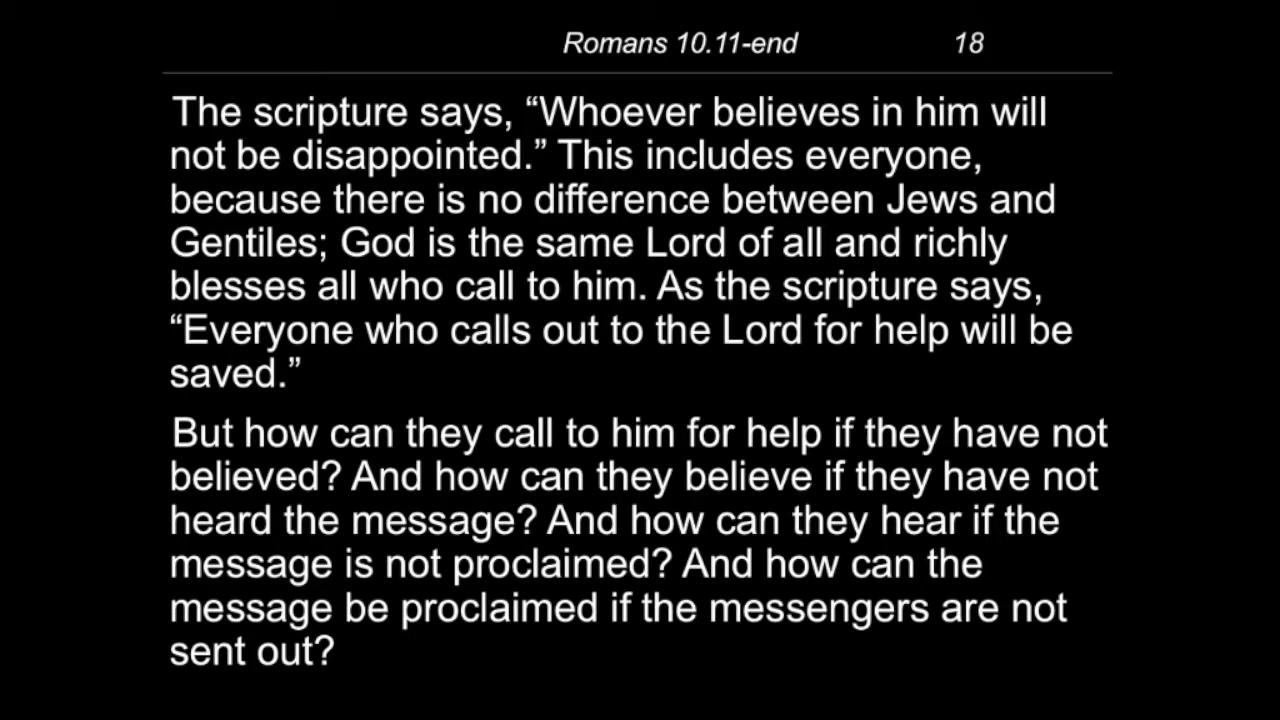 Romans 10.11-end 18
The scripture says, “Whoever believes in him will
not be disappointed.” This includes everyone,
because there is no difference between Jews and
Gentiles; God is the same Lord of all and richly
blesses all who call to him. As the scripture says,
“Everyone who calls out to the Lord for help will be
saved.”
But how can they call to him for help if they have not
believed? And how can they believe if they have not
heard the message? And how can they hear if the
message is not proclaimed? And how can the
message be proclaimed if the messengers are not
sent out?